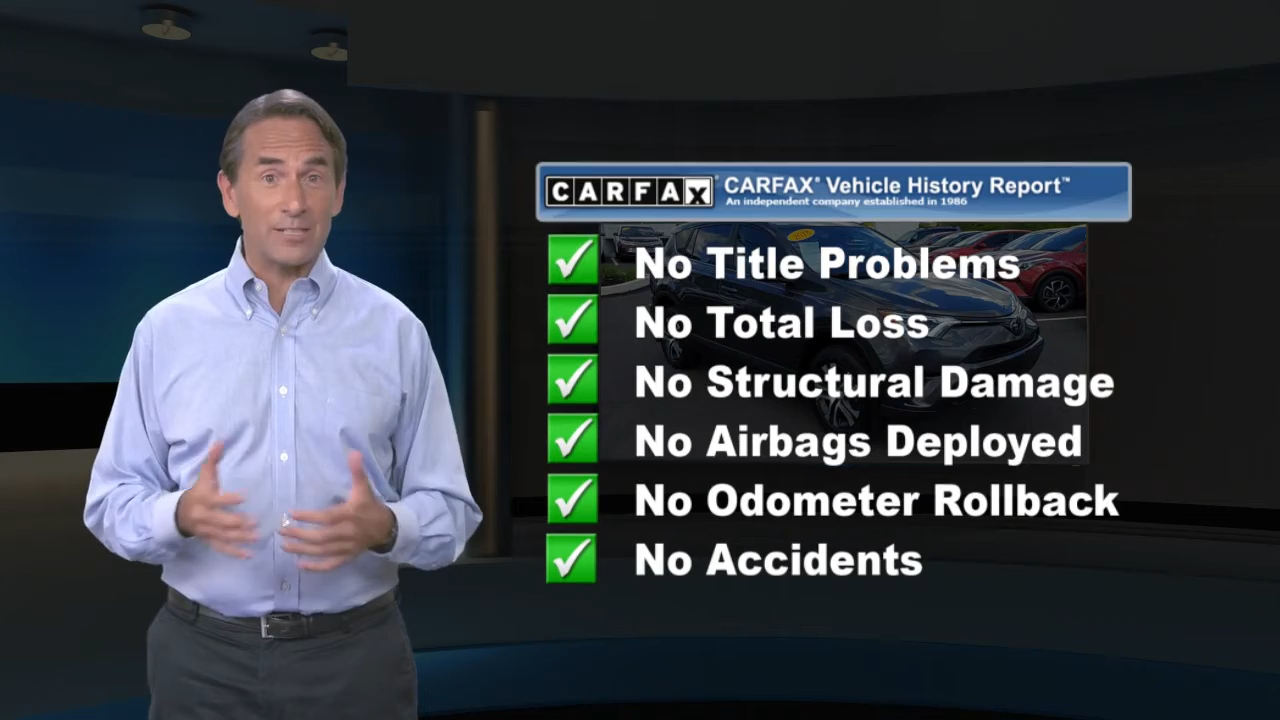 CARFAX® CARFAX® Vehicle History Report™
An independent company established in 1986
No Title Problems
No Total Loss
No Structural Damage
No Airbags Deployed
No Odometer Rollback
No Accidents